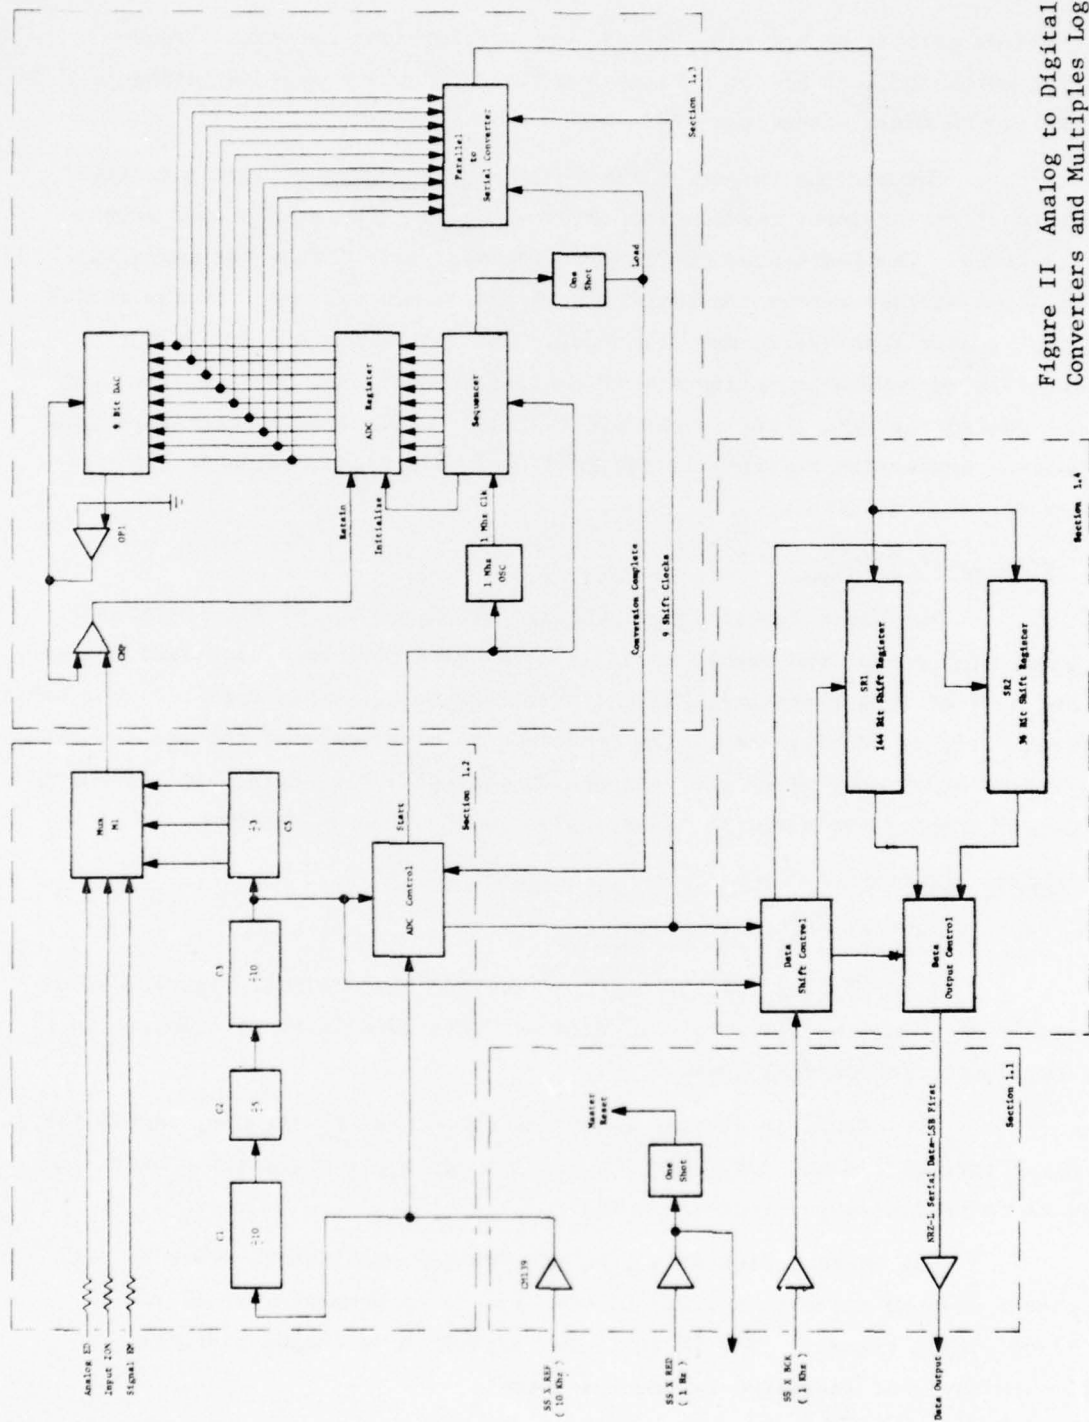 Figure II Analog to Digital
Converters and Multiples Log
Analog ED
Input ION
Signal EM
Mux
M1
C1
÷10
C2
÷5
C3
÷10
÷3
C5
ADC Control
Start
Section 1.2
CMP
OP1
9 Bit DAC
Retain
Initialize
ADC Register
1 Mhz
OSC
1 Mhz Clk
Sequencer
One
Shot
Load
Parallel
to
Serial Converter
Conversion Complete
9 Shift Clocks
Section 1.3
SS X REF
( 10 Khz )
SS X RED
( 1 Hz )
One
Shot
Master
Reset
SS X BCK
( 1 Khz )
Data Output
NRZ-L Serial Data-LSB First
Section 1.1
Data
Shift Control
Data
Output Control
SR1
144 Bit Shift Register
SR2
36 Bit Shift Register
Section 1.4